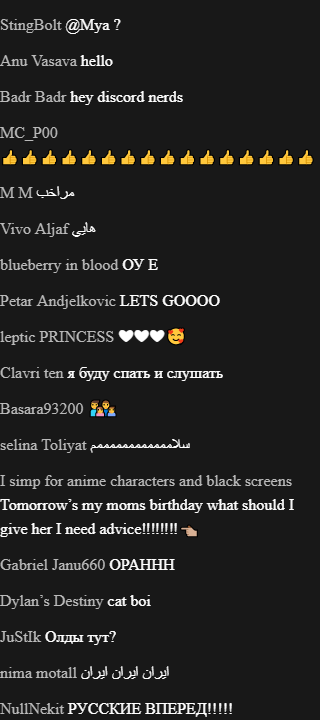 StingBolt @Mya ?
Anu Vasava hello
Badr Badr hey discord nerds
MC_P00
👍👍👍👍👍👍👍👍👍👍👍👍👍👍👍👍
M M مراخب
Vivo Aljaf هايي
blueberry in blood ОУ Е
Petar Andjelkovic LETS GOOOO
leptic PRINCESS 🤍🤍🤍🥰
Clavri ten я буду спать и слушать
Basara93200 👩‍❤️‍👨
selina Toliyat سلاممممممممممممم
I simp for anime characters and black screens
Tomorrow’s my moms birthday what should I
give her I need advice!!!!!!!! 👈🏽
Gabriel Janu660 ОРАННН
Dylan’s Destiny cat boi
JuStIk Олды тут?
nima motall ایران ایران ایران
NullNekit РУССКИЕ ВПЕРЕД!!!!!